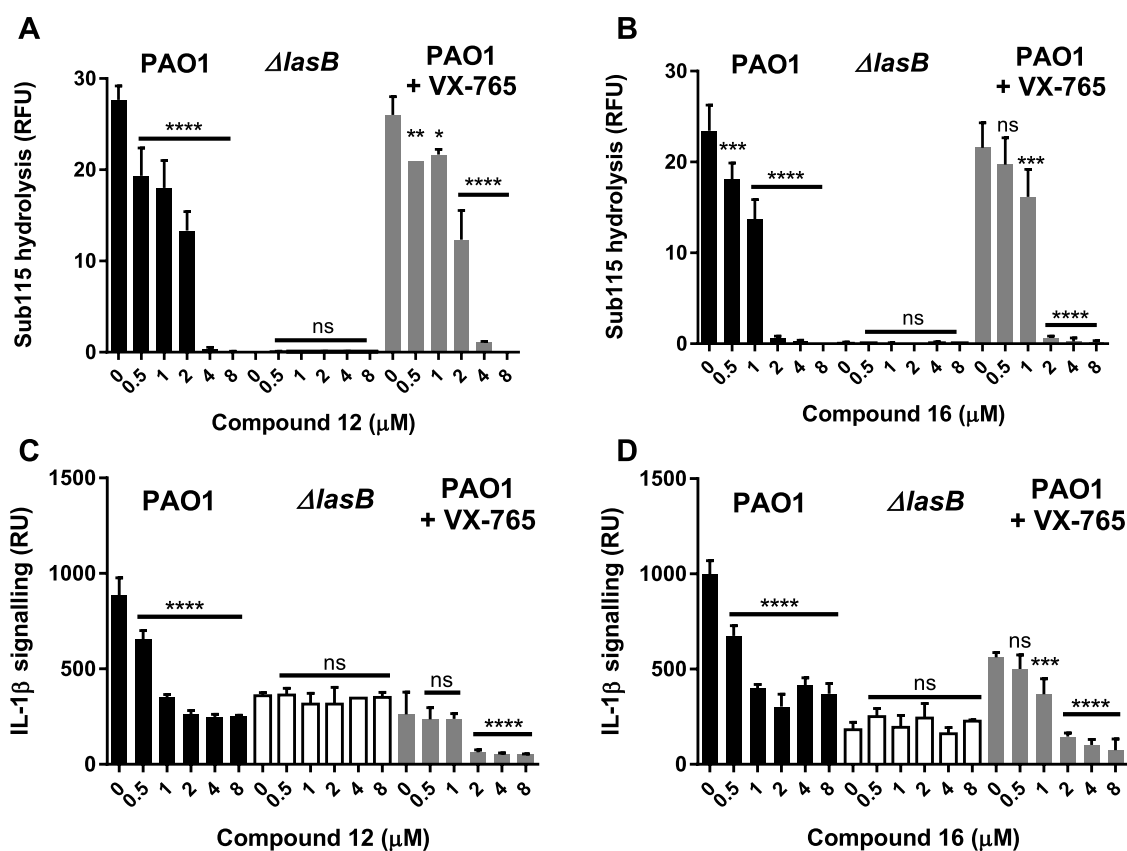 A
PAO1
ΔlasB
PAO1
+ VX-765
Sub115 hydrolysis (RFU)
30
20
10
0
****
ns
**
*
****
0 0.5 1 2 4 8 0 0.5 1 2 4 8 0 0.5 1 2 4 8
Compound 12 (μM)
B
PAO1
ΔlasB
PAO1
+ VX-765
Sub115 hydrolysis (RFU)
30
20
10
0
***
****
ns
ns
***
****
0 0.5 1 2 4 8 0 0.5 1 2 4 8 0 0.5 1 2 4 8
Compound 16 (μM)
C
PAO1
ΔlasB
PAO1
+ VX-765
IL-1β signalling (RU)
1500
1000
500
0
****
ns
ns
****
0 0.5 1 2 4 8 0 0.5 1 2 4 8 0 0.5 1 2 4 8
Compound 12 (μM)
D
PAO1
ΔlasB
PAO1
+ VX-765
IL-1β signalling (RU)
1500
1000
500
0
****
ns
ns
***
****
0 0.5 1 2 4 8 0 0.5 1 2 4 8 0 0.5 1 2 4 8
Compound 16 (μM)